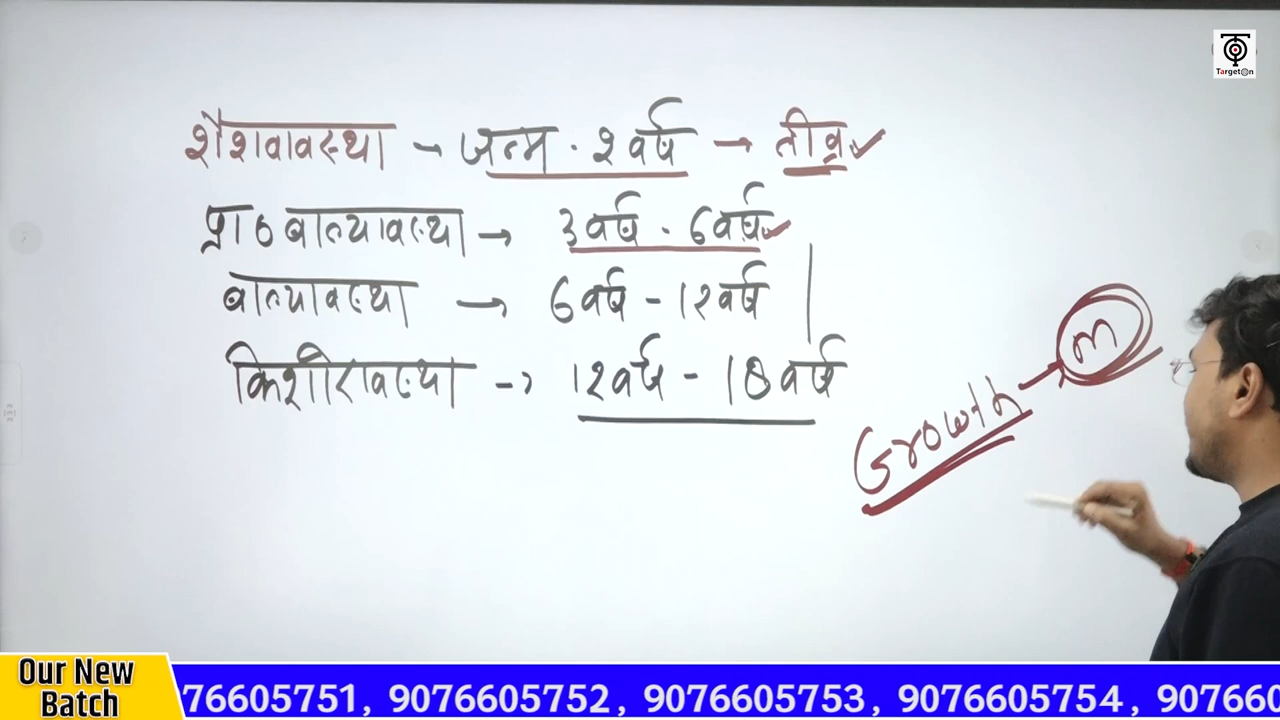 शैशवावस्था → जन्म - 2 वर्ष → तीव्र ✓
प्रा० बाल्यावस्था → 3 वर्ष - 6 वर्ष ✓
बाल्यावस्था → 6 वर्ष - 12 वर्ष
किशोरावस्था → 12 वर्ष - 18 वर्ष
Growth → m
TargetOn
Our New
Batch
76605751, 9076605752, 9076605753, 9076605754, 90766